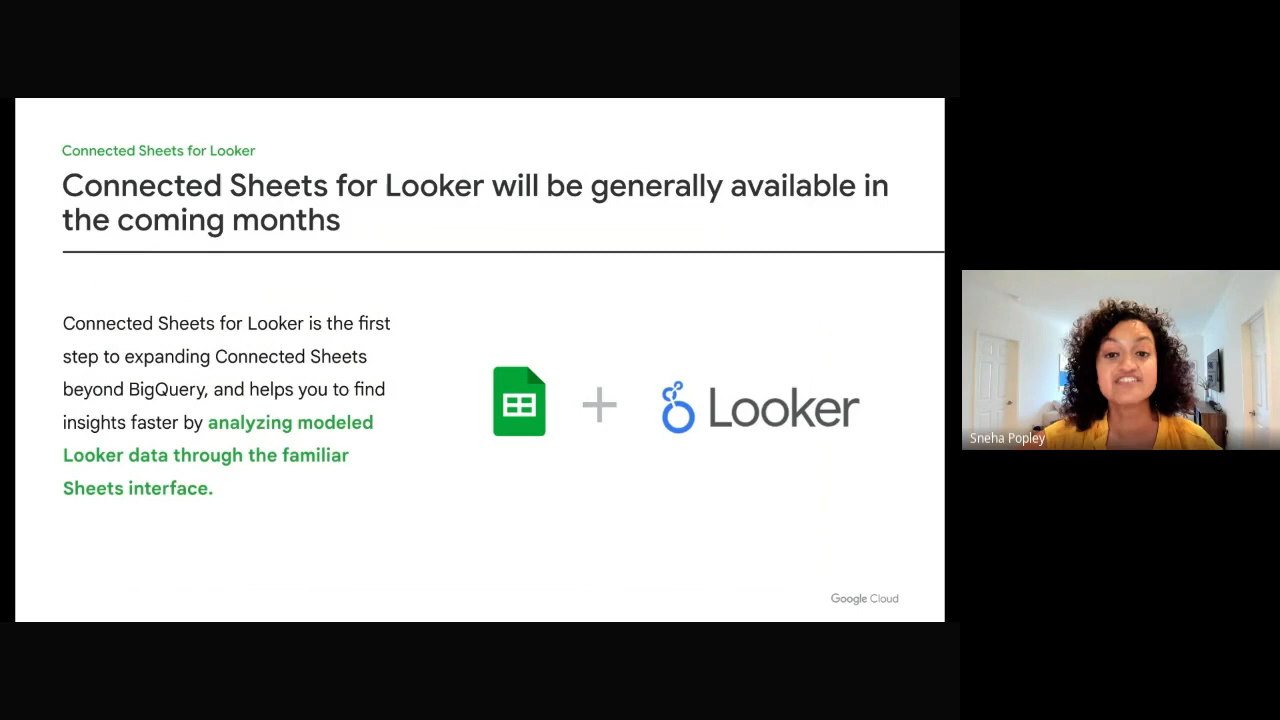 Connected Sheets for Looker
Connected Sheets for Looker will be generally available in
the coming months
Connected Sheets for Looker is the first
step to expanding Connected Sheets
beyond BigQuery, and helps you to find
insights faster by analyzing modeled
Looker data through the familiar
Sheets interface.
+
Looker
Google Cloud
Sneha Popley